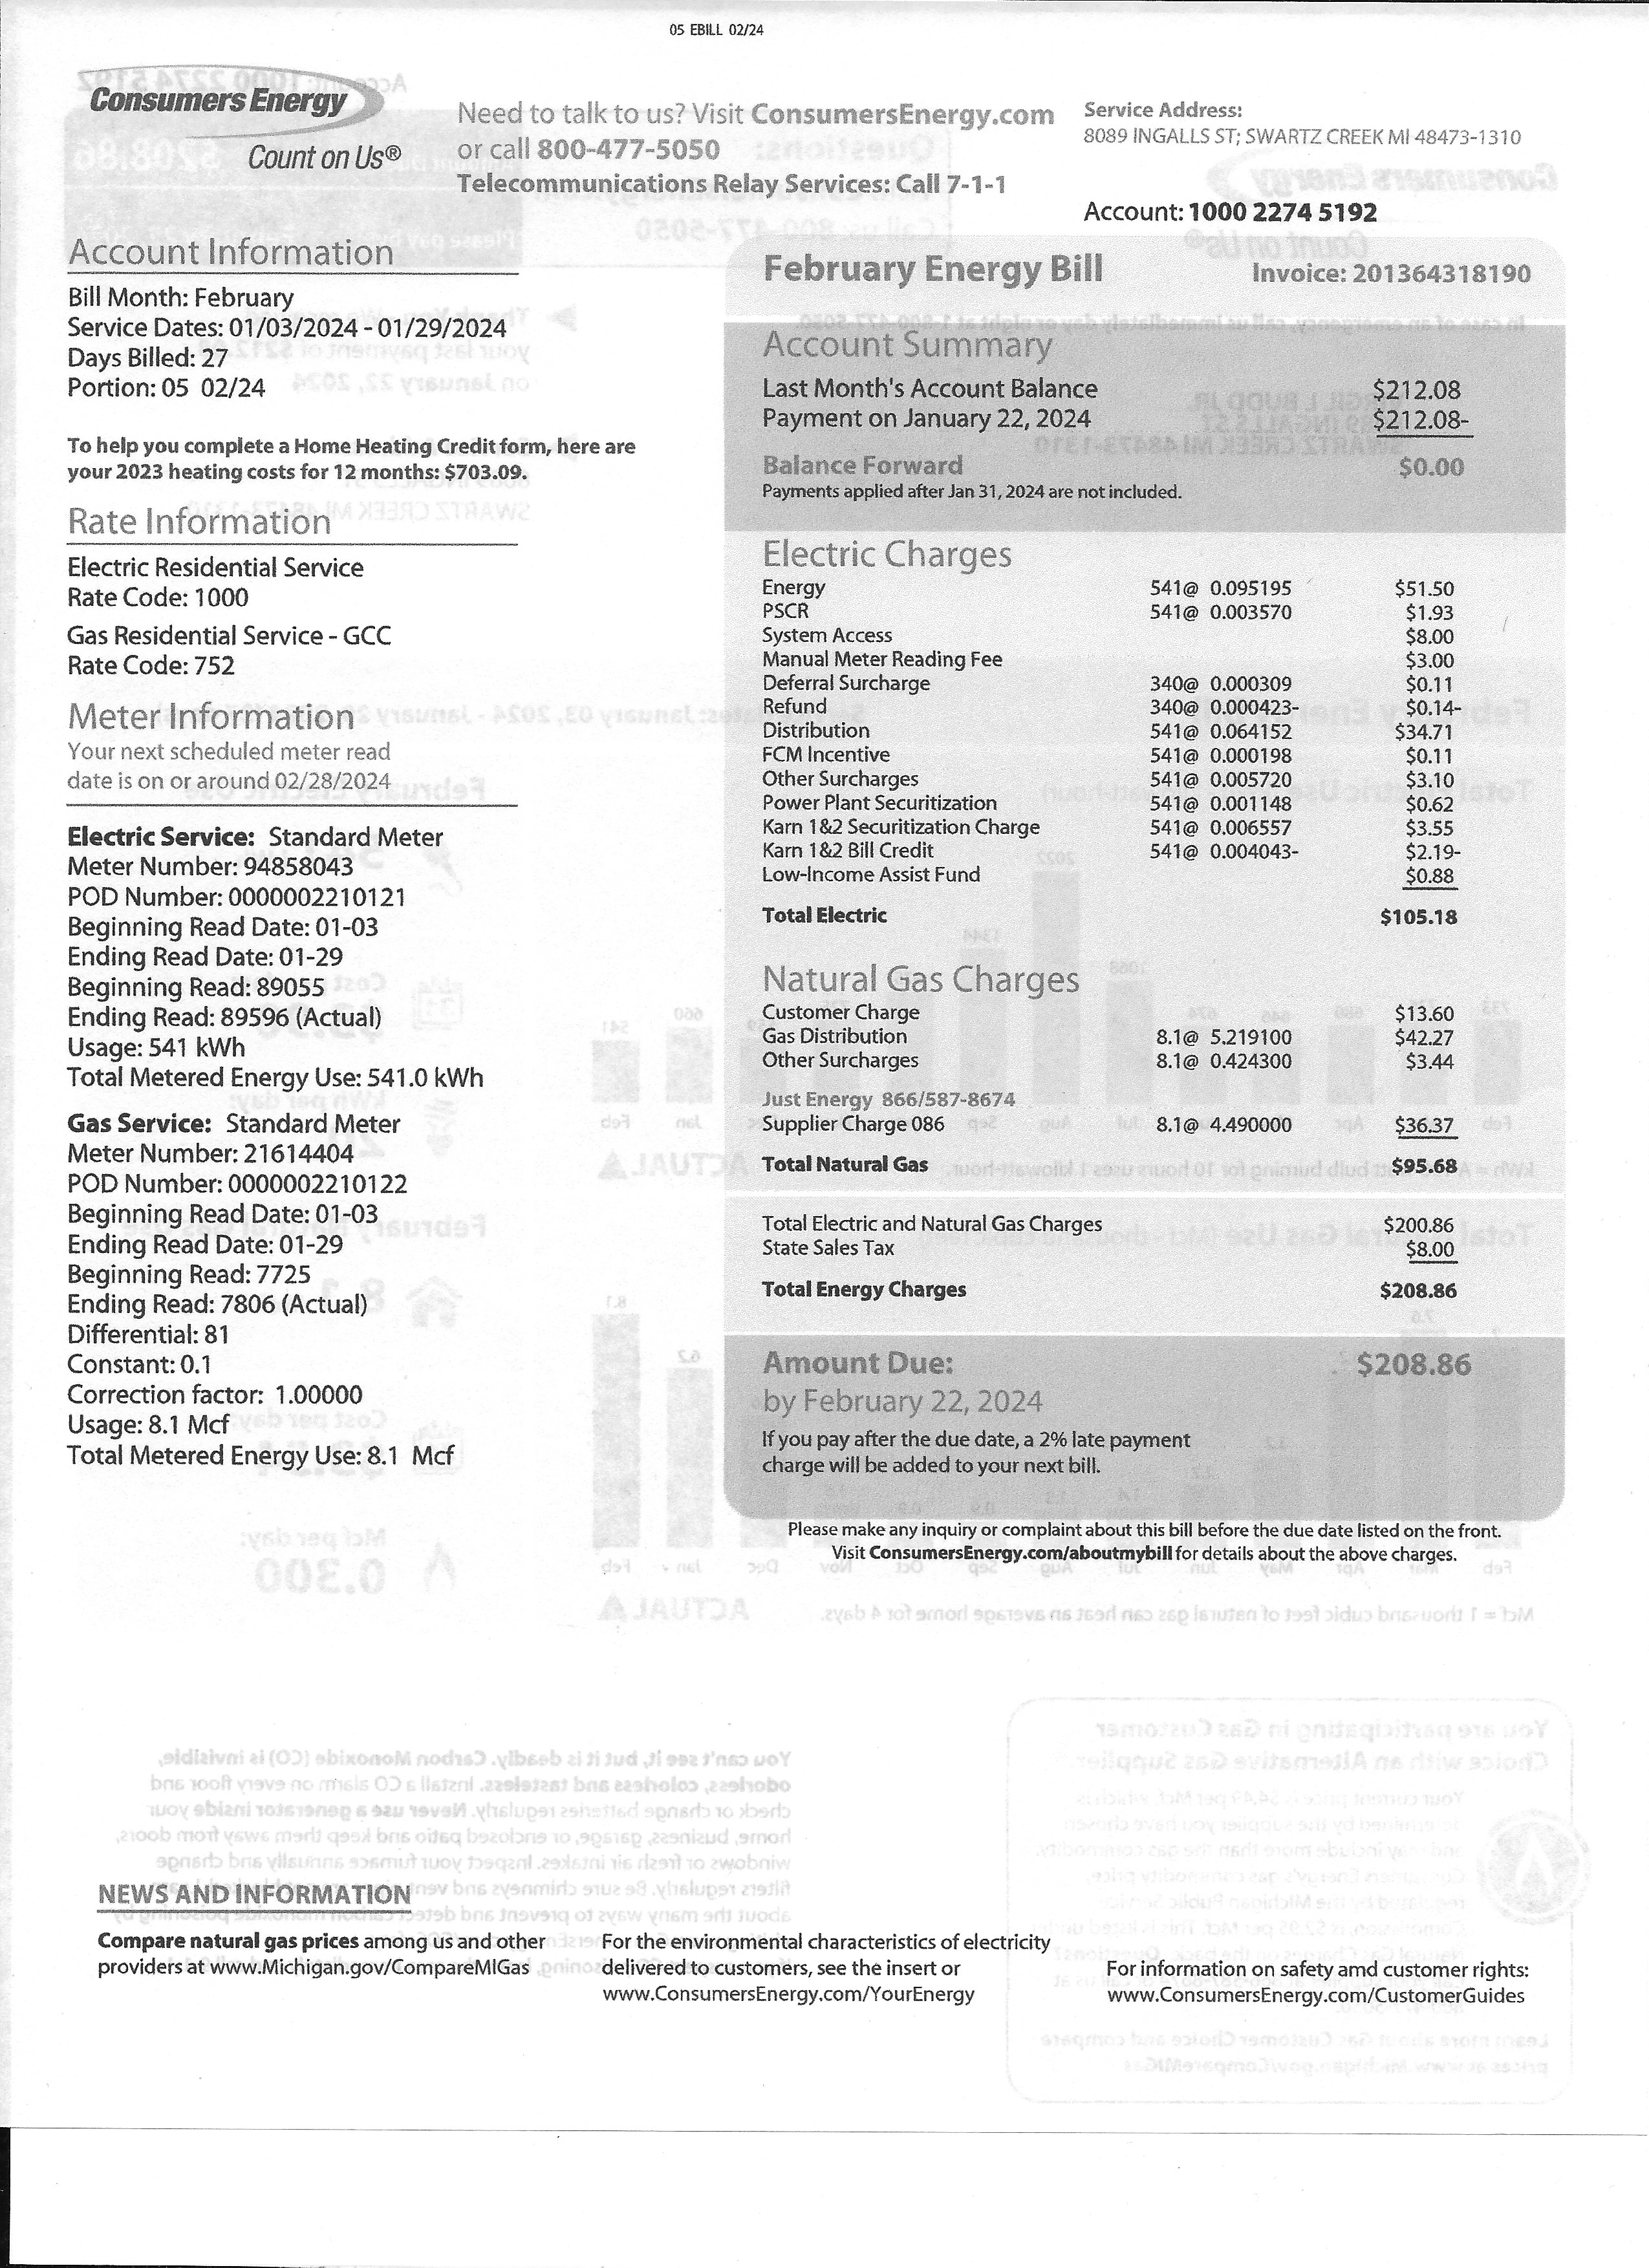 05 EBILL 02/24
Consumers Energy
Count on Us®
Need to talk to us? Visit ConsumersEnergy.com
or call 800-477-5050
Telecommunications Relay Services: Call 7-1-1
Service Address:
8089 INGALLS ST; SWARTZ CREEK MI 48473-1310
Account: 1000 2274 5192
Account Information
Bill Month: February
Service Dates: 01/03/2024 - 01/29/2024
Days Billed: 27
Portion: 05 02/24
To help you complete a Home Heating Credit form, here are
your 2023 heating costs for 12 months: $703.09.
Rate Information
Electric Residential Service
Rate Code: 1000
Gas Residential Service - GCC
Rate Code: 752
Meter Information
Your next scheduled meter read
date is on or around 02/28/2024
Electric Service: Standard Meter
Meter Number: 94858043
POD Number: 0000002210121
Beginning Read Date: 01-03
Ending Read Date: 01-29
Beginning Read: 89055
Ending Read: 89596 (Actual)
Usage: 541 kWh
Total Metered Energy Use: 541.0 kWh
Gas Service: Standard Meter
Meter Number: 21614404
POD Number: 0000002210122
Beginning Read Date: 01-03
Ending Read Date: 01-29
Beginning Read: 7725
Ending Read: 7806 (Actual)
Differential: 81
Constant: 0.1
Correction factor: 1.00000
Usage: 8.1 Mcf
Total Metered Energy Use: 8.1 Mcf
February Energy Bill Invoice: 201364318190
Account Summary
Last Month's Account Balance $212.08
Payment on January 22, 2024 $212.08-
Balance Forward $0.00
Payments applied after Jan 31, 2024 are not included.
Electric Charges
Energy 541@ 0.095195 $51.50
PSCR 541@ 0.003570 $1.93
System Access $8.00
Manual Meter Reading Fee $3.00
Deferral Surcharge 340@ 0.000309 $0.11
Refund 340@ 0.000423- $0.14-
Distribution 541@ 0.064152 $34.71
FCM Incentive 541@ 0.000198 $0.11
Other Surcharges 541@ 0.005720 $3.10
Power Plant Securitization 541@ 0.001148 $0.62
Karn 1&2 Securitization Charge 541@ 0.006557 $3.55
Karn 1&2 Bill Credit 541@ 0.004043- $2.19-
Low-Income Assist Fund $0.88
Total Electric $105.18
Natural Gas Charges
Customer Charge $13.60
Gas Distribution 8.1@ 5.219100 $42.27
Other Surcharges 8.1@ 0.424300 $3.44
Just Energy 866/587-8674
Supplier Charge 086 8.1@ 4.490000 $36.37
Total Natural Gas $95.68
Total Electric and Natural Gas Charges $200.86
State Sales Tax $8.00
Total Energy Charges $208.86
Amount Due: $208.86
by February 22, 2024
If you pay after the due date, a 2% late payment
charge will be added to your next bill.
Please make any inquiry or complaint about this bill before the due date listed on the front.
Visit ConsumersEnergy.com/aboutmybill for details about the above charges.
NEWS AND INFORMATION
Compare natural gas prices among us and other
providers at www.Michigan.gov/CompareMIGas
For the environmental characteristics of electricity
delivered to customers, see the insert or
www.ConsumersEnergy.com/YourEnergy
For information on safety amd customer rights:
www.ConsumersEnergy.com/CustomerGuides